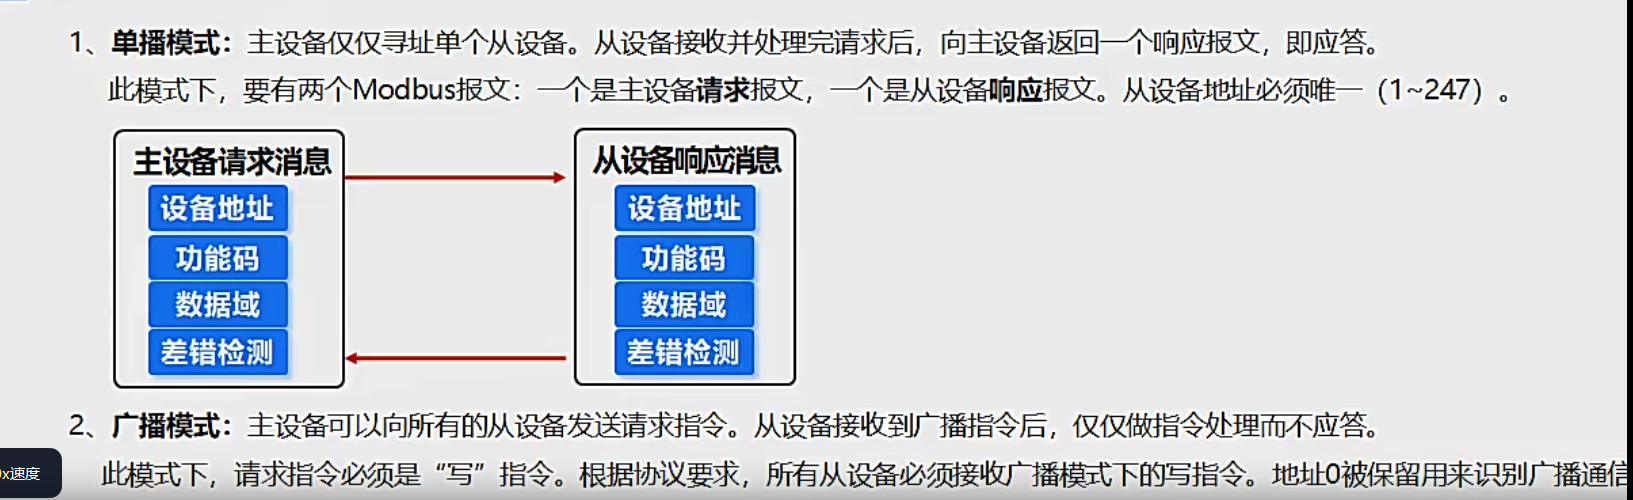 1、单播模式：主设备仅仅寻址单个从设备。从设备接收并处理完请求后，向主设备返回一个响应报文，即应答。
此模式下，要有两个Modbus报文：一个是主设备请求报文，一个是从设备响应报文。从设备地址必须唯一（1~247）。
主设备请求消息
设备地址
功能码
数据域
差错检测
从设备响应消息
设备地址
功能码
数据域
差错检测
2、广播模式：主设备可以向所有的从设备发送请求指令。从设备接收到广播指令后，仅仅做指令处理而不应答。
此模式下，请求指令必须是“写”指令。根据协议要求，所有从设备必须接收广播模式下的写指令。地址0被保留用来识别广播通信
x速度